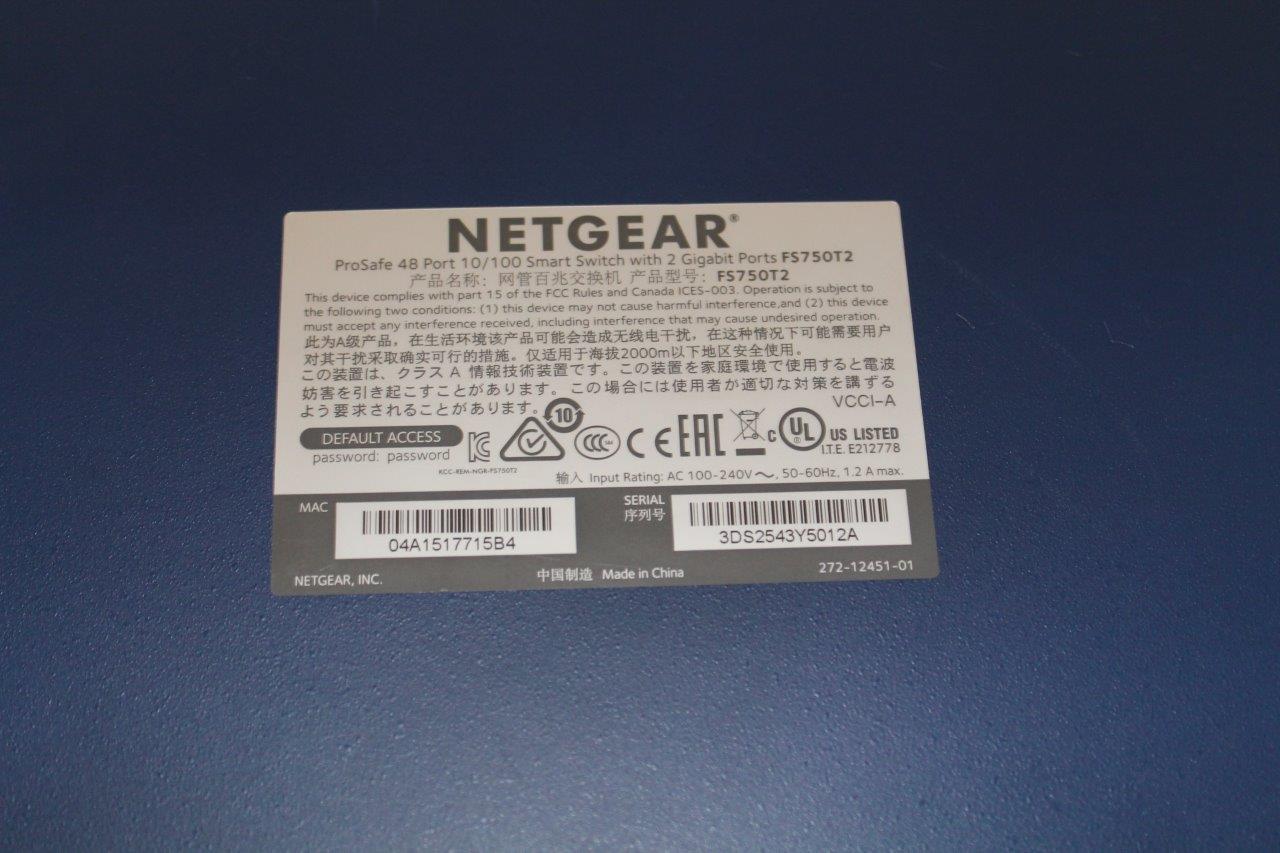 NETGEAR®
ProSafe 48 Port 10/100 Smart Switch with 2 Gigabit Ports FS750T2
产品名称：网管百兆交换机 产品型号：FS750T2
This device complies with part 15 of the FCC Rules and Canada ICES-003. Operation is subject to
the following two conditions: (1) this device may not cause harmful interference,and (2) this device
must accept any interference received, including interference that may cause undesired operation.
此为A级产品，在生活环境该产品可能会造成无线电干扰，在这种情况下可能需要用户
对其干扰采取确实可行的措施。仅适用于海拔2000m以下地区安全使用。
この装置は、クラス A 情報技術装置です。この装置を家庭環境で使用すると電波
妨害を引き起こすことがあります。この場合には使用者が適切な対策を講ずる
よう要求されることがあります。 VCCI-A
10
DEFAULT ACCESS
password: password
KCC-REM-NGR-FS750T2
CCC
CE EAC
c UL ® US LISTED
I.T.E. E212778
输入 Input Rating: AC 100-240V～, 50-60Hz, 1.2 A max.
MAC
04A1517715B4
SERIAL
序列号
3DS2543Y5012A
NETGEAR, INC.
中国制造 Made in China
272-12451-01